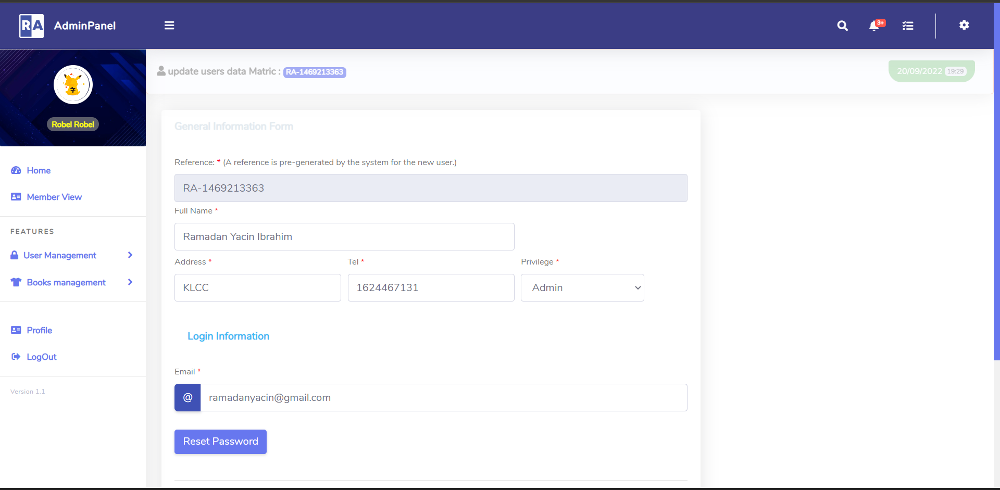 RA AdminPanel
3+
update users data Matric : RA-1469213363
20/09/2022 19:29
字
Robel Robel
Home
Member View
FEATURES
User Management
Books management
Profile
LogOut
Version 1.1
General Information Form
Reference: * (A reference is pre-generated by the system for the new user.)
RA-1469213363
Full Name *
Ramadan Yacin Ibrahim
Address * Tel * Privilege *
KLCC 1624467131 Admin
Login Information
Email *
@ ramadanyacin@gmail.com
Reset Password